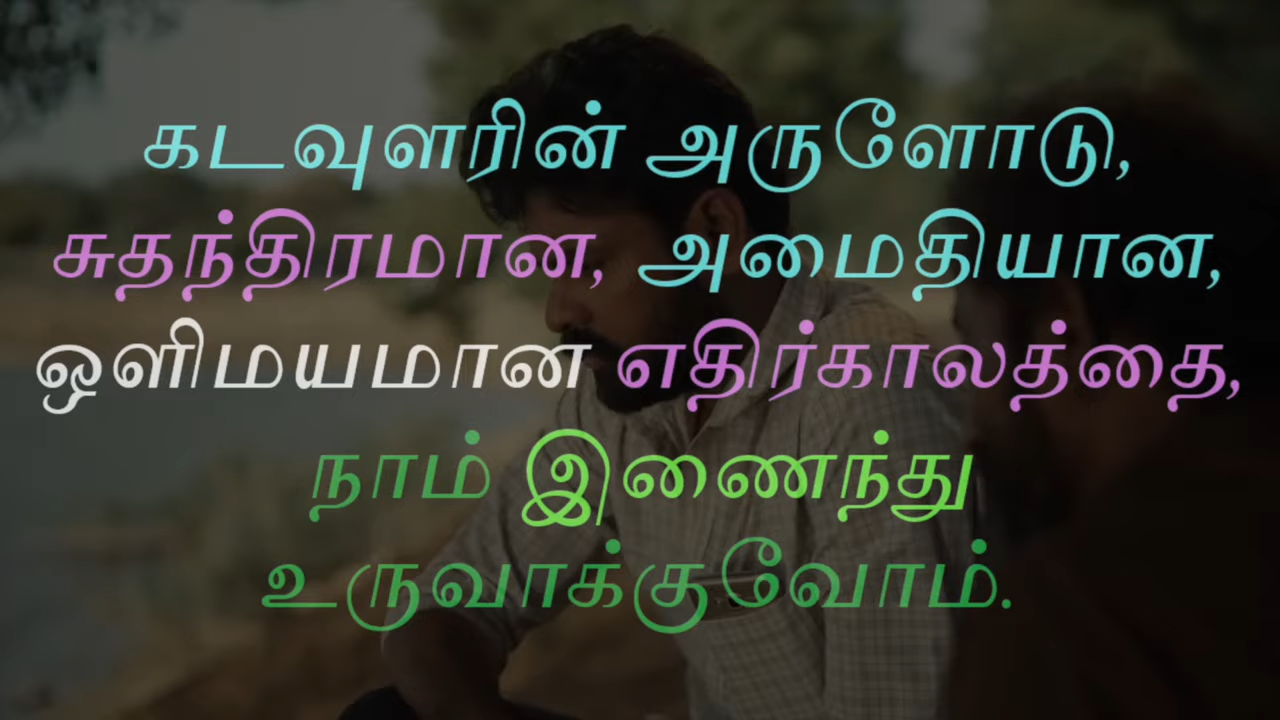 கடவுளரின் அருளோடு,
சுதந்திரமான, அமைதியான,
ஒளிமயமான எதிர்காலத்தை,
நாம் இணைந்து
உருவாக்குவோம்.